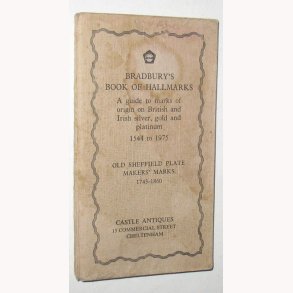 BRADBURY'S
BOOK OF HALLMARKS
A guide to marks of
origin on British and
Irish silver, gold and
platinum
1544 to 1975
OLD SHEFFIELD PLATE
MAKERS' MARKS
1743-1860
CASTLE ANTIQUES
15 COMMERCIAL STREET
CHELTENHAM